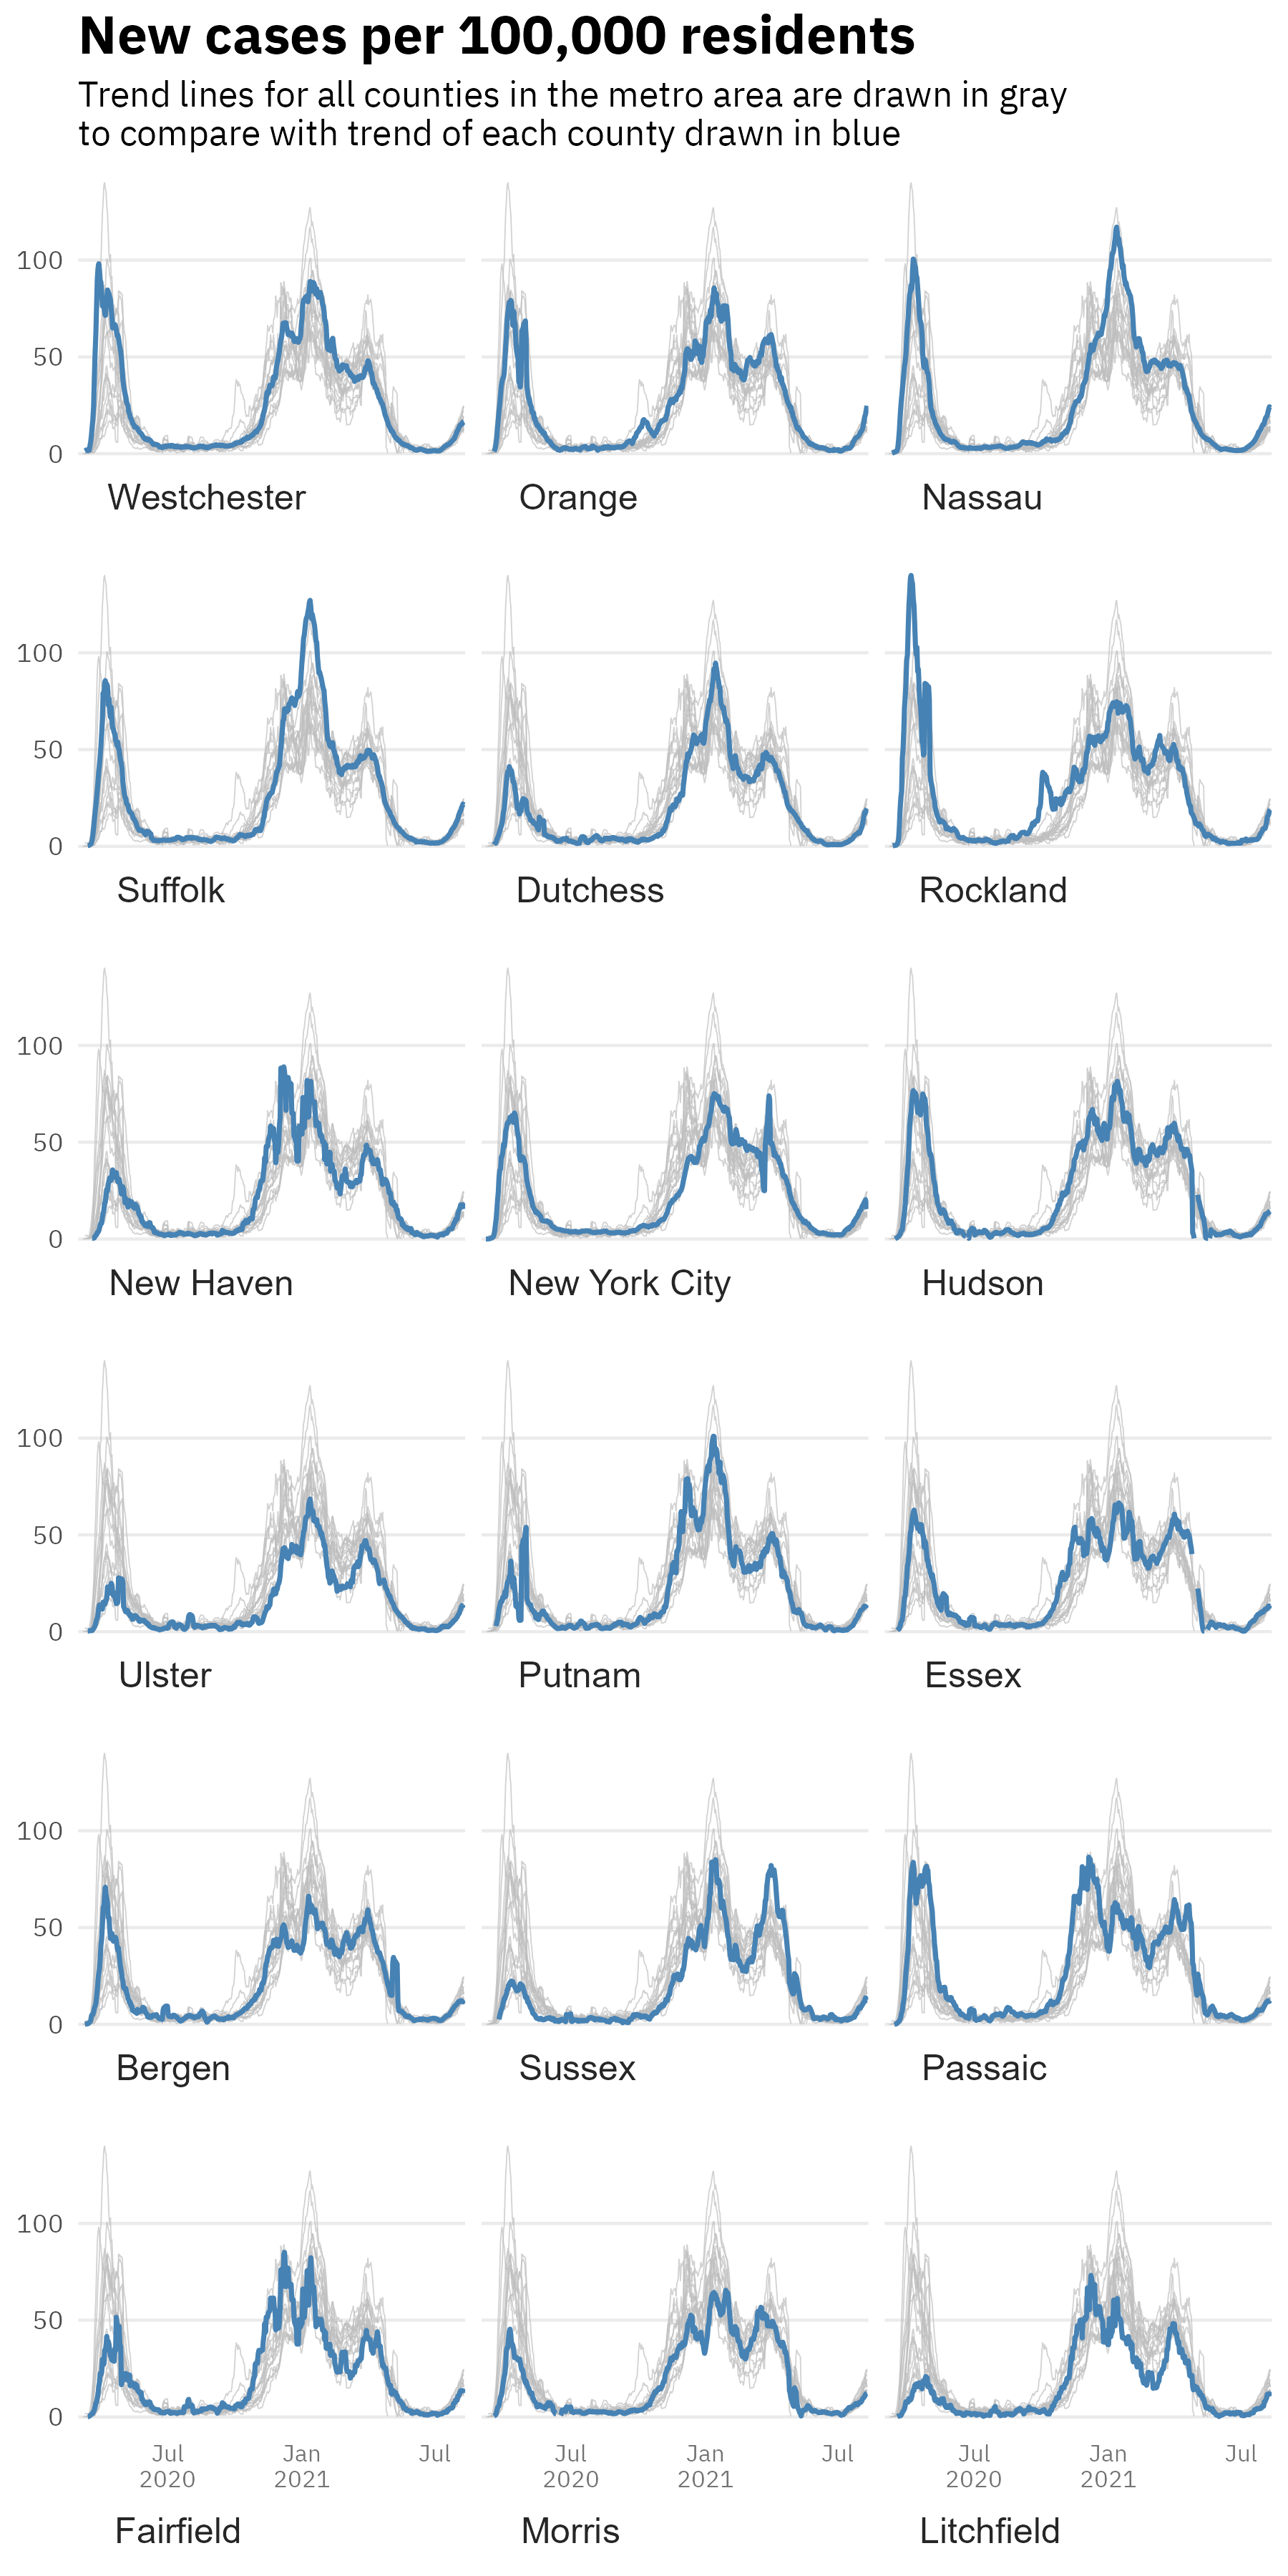 New cases per 100,000 residents
Trend lines for all counties in the metro area are drawn in gray
to compare with trend of each county drawn in blue
100
50
0
Westchester Orange Nassau
100
50
0
Suffolk Dutchess Rockland
100
50
0
New Haven New York City Hudson
100
50
0
Ulster Putnam Essex
100
50
0
Bergen Sussex Passaic
100
50
0
Jul Jan Jul Jul Jan Jul Jul Jan Jul
2020 2021 2020 2021 2020 2021
Fairfield Morris Litchfield